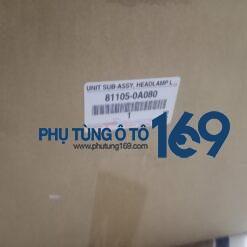 UNIT SUB-ASSY, HEADLAMP L..
81105-0A080
1
PHỤ TÙNG Ô TÔ 169
www.phutung169.com